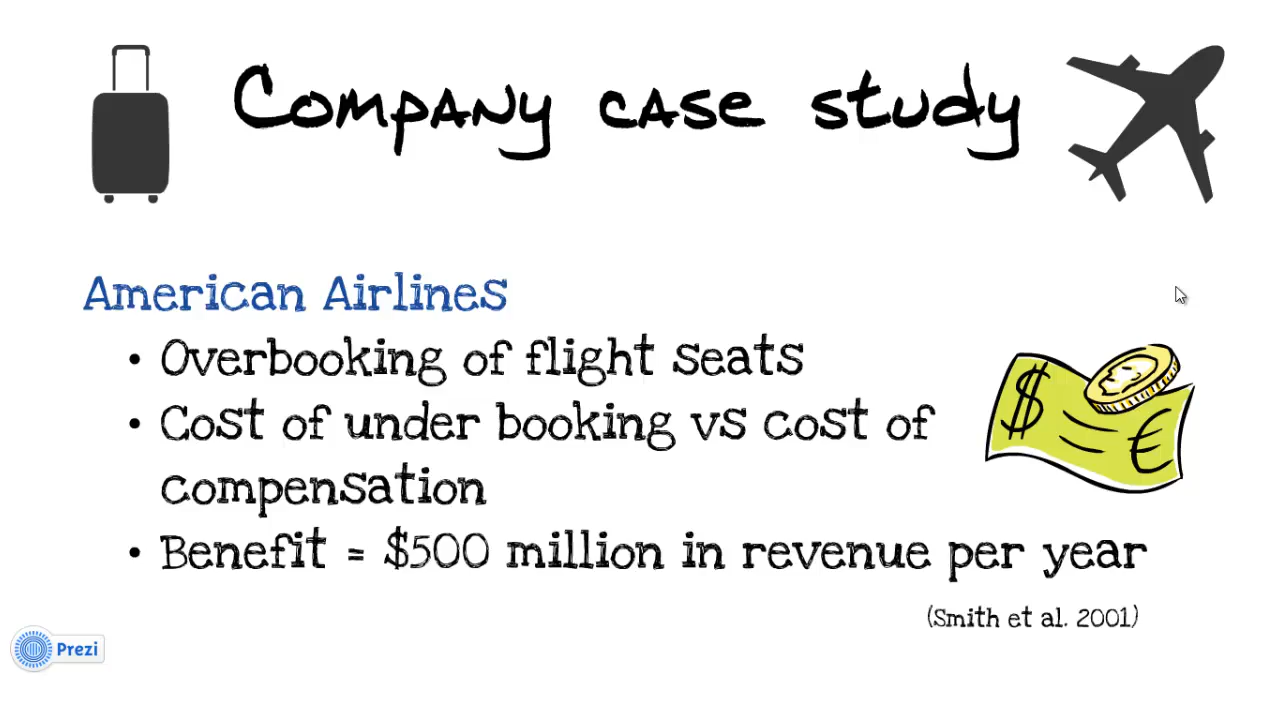 Company case study
American Airlines
• Overbooking of flight seats
• Cost of under booking vs cost of
compensation
• Benefit = $500 million in revenue per year
(Smith et al. 2001)
$
€
Prezi